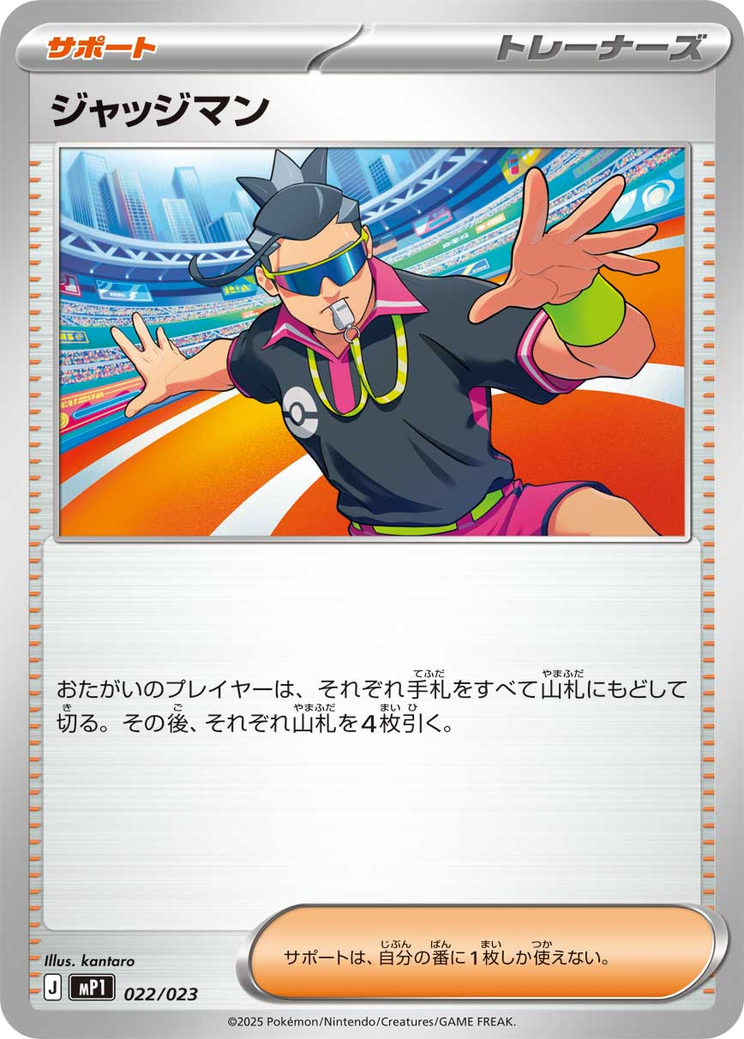 サポート
トレーナーズ
ジャッジマン
おたがいのプレイヤーは、それぞれ手札をすべて山札にもどして
切る。その後、それぞれ山札を4枚引く。
サポートは、自分の番に1枚しか使えない。
Illus. kantaro
J mP1 022/023
©2025 Pokémon/Nintendo/Creatures/GAME FREAK.